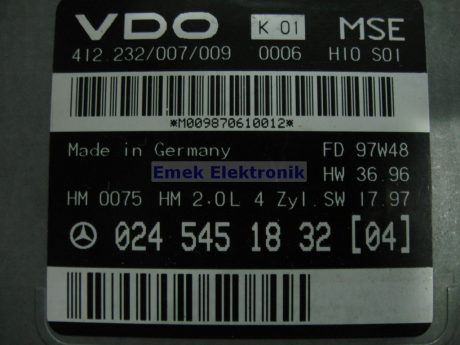 VDO K 01 MSE
412.232/007/009 0006 H10 S01
*M009870610012*
Made in Germany FD 97W48
Emek Elektronik HW 36.96
HM 0075 HM 2.0L 4 Zyl. SW 17.97
024 545 18 32 [04]